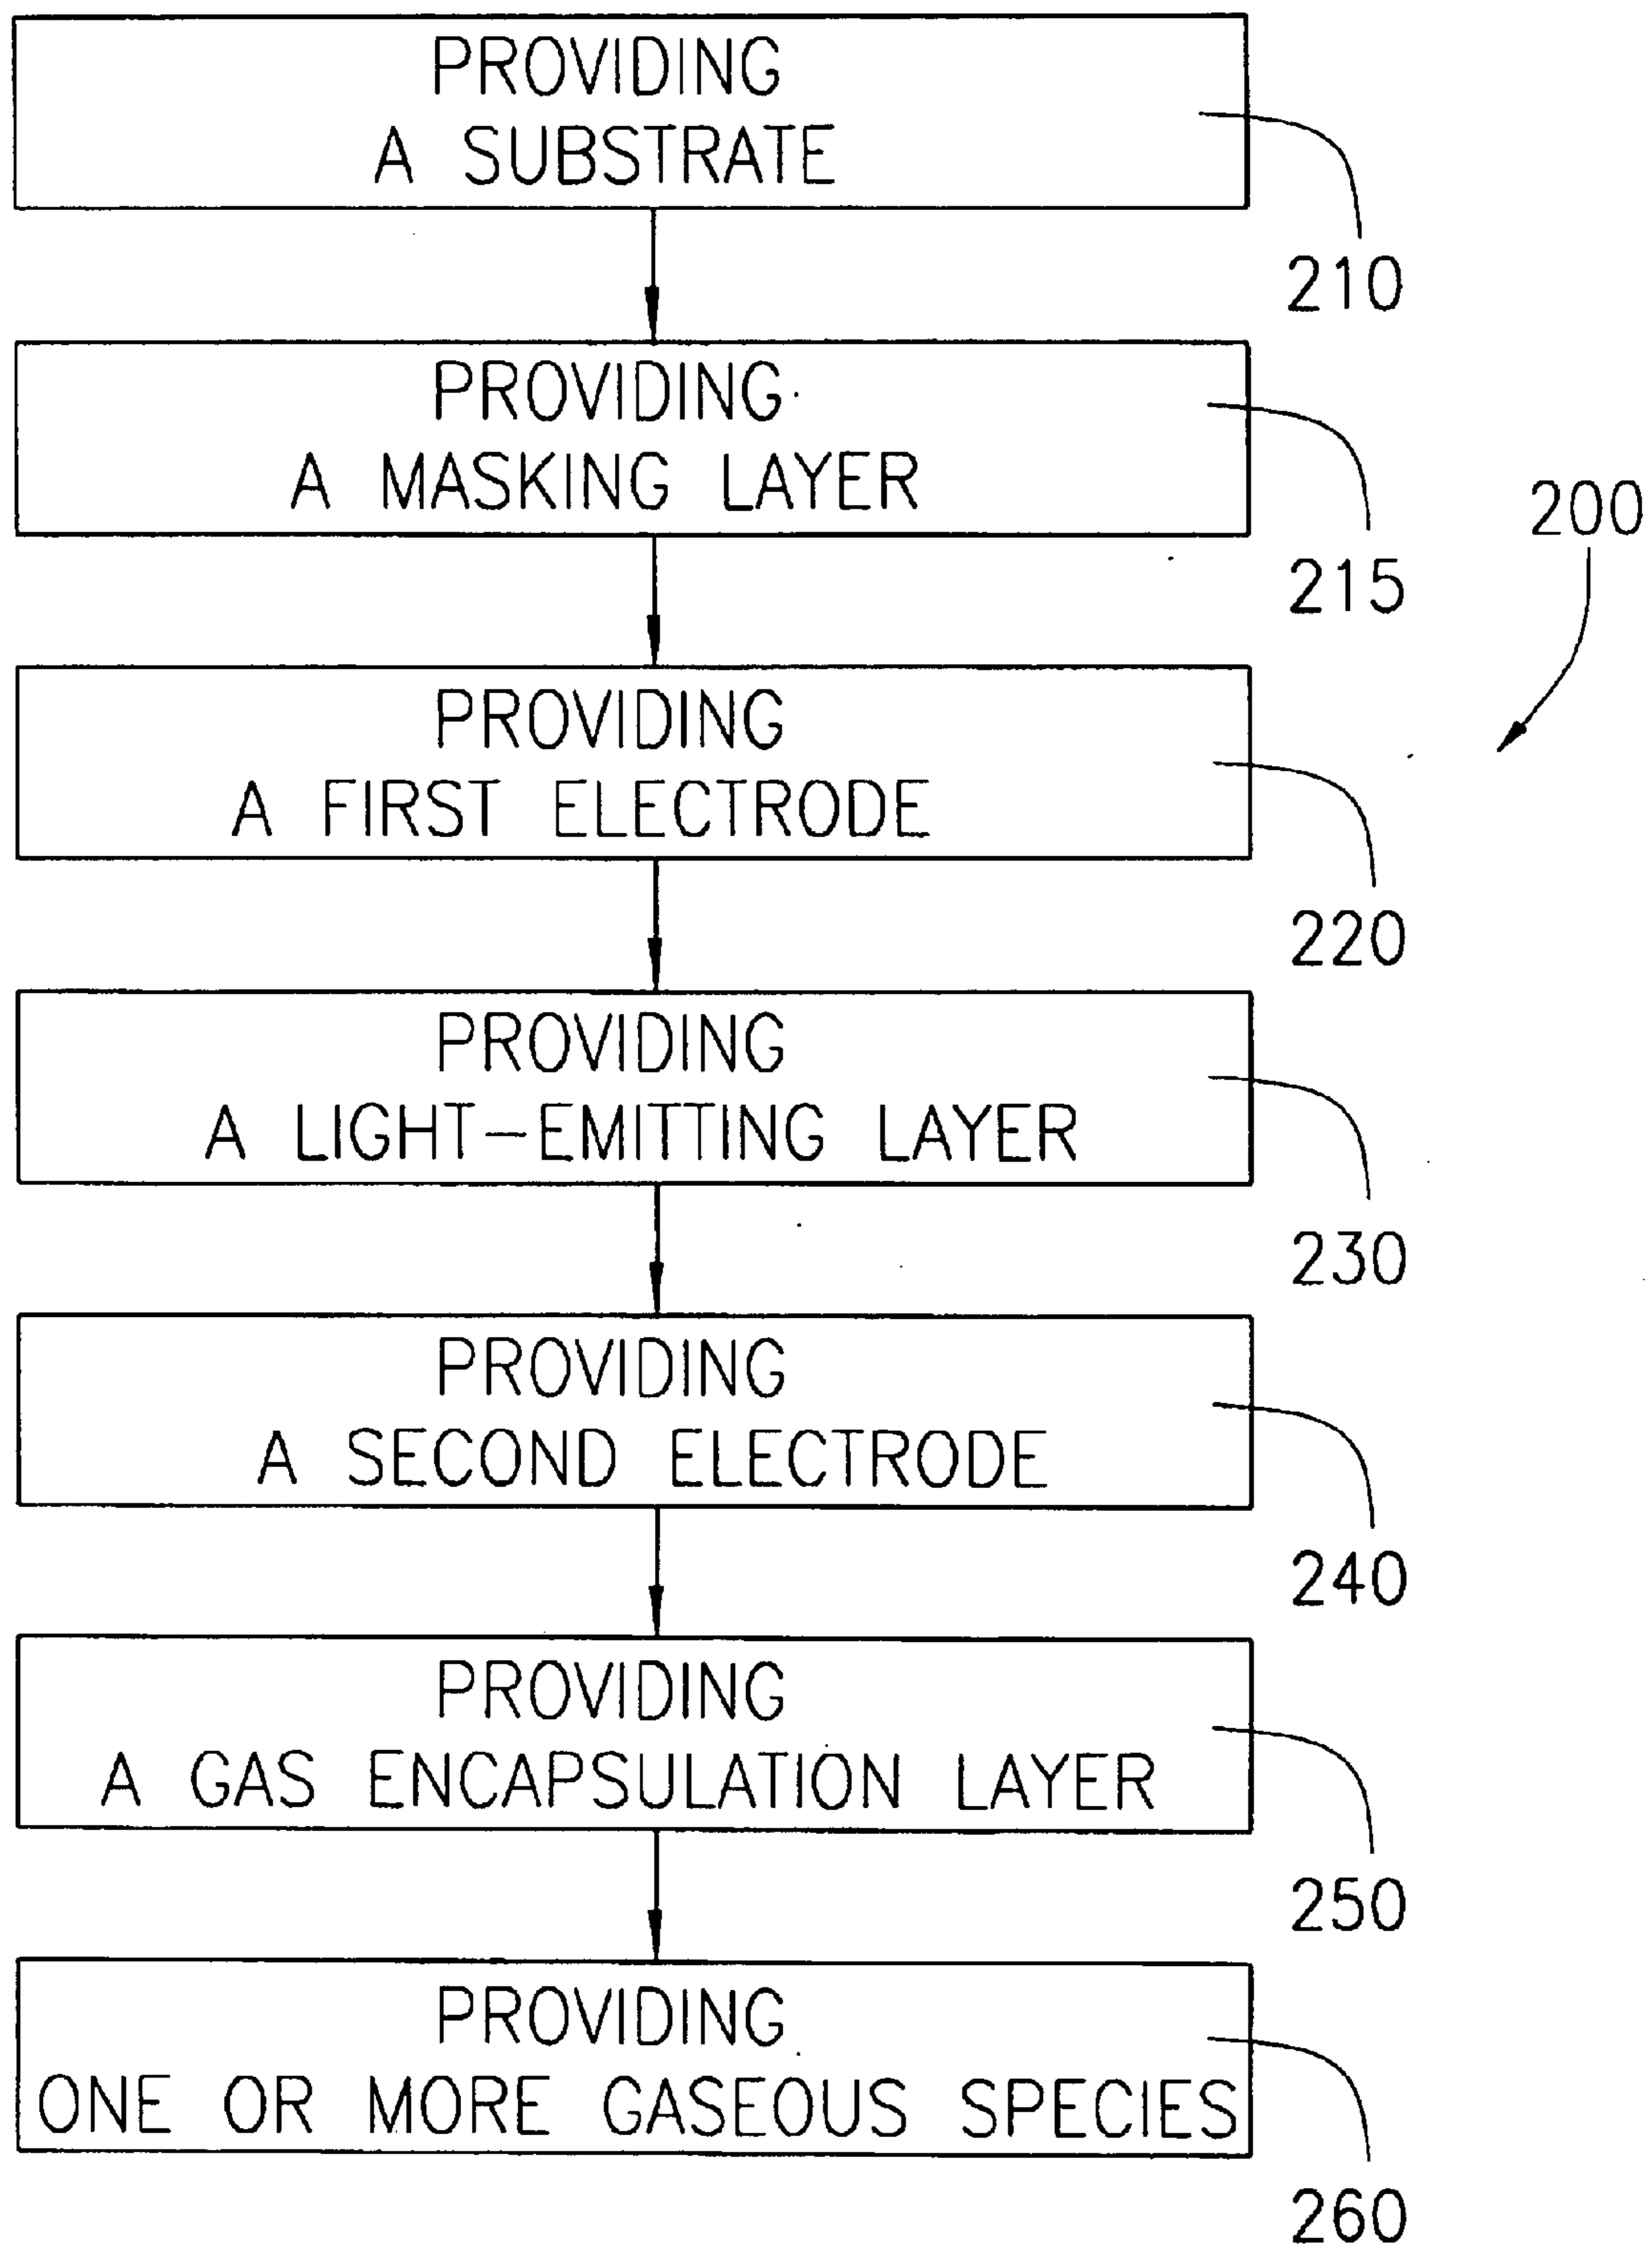 PROVIDING
A SUBSTRATE
210
PROVIDING
A MASKING LAYER
215
200
PROVIDING
A FIRST ELECTRODE
220
PROVIDING
A LIGHT-EMITTING LAYER
230
PROVIDING
A SECOND ELECTRODE
240
PROVIDING
A GAS ENCAPSULATION LAYER
250
PROVIDING
ONE OR MORE GASEOUS SPECIES
260